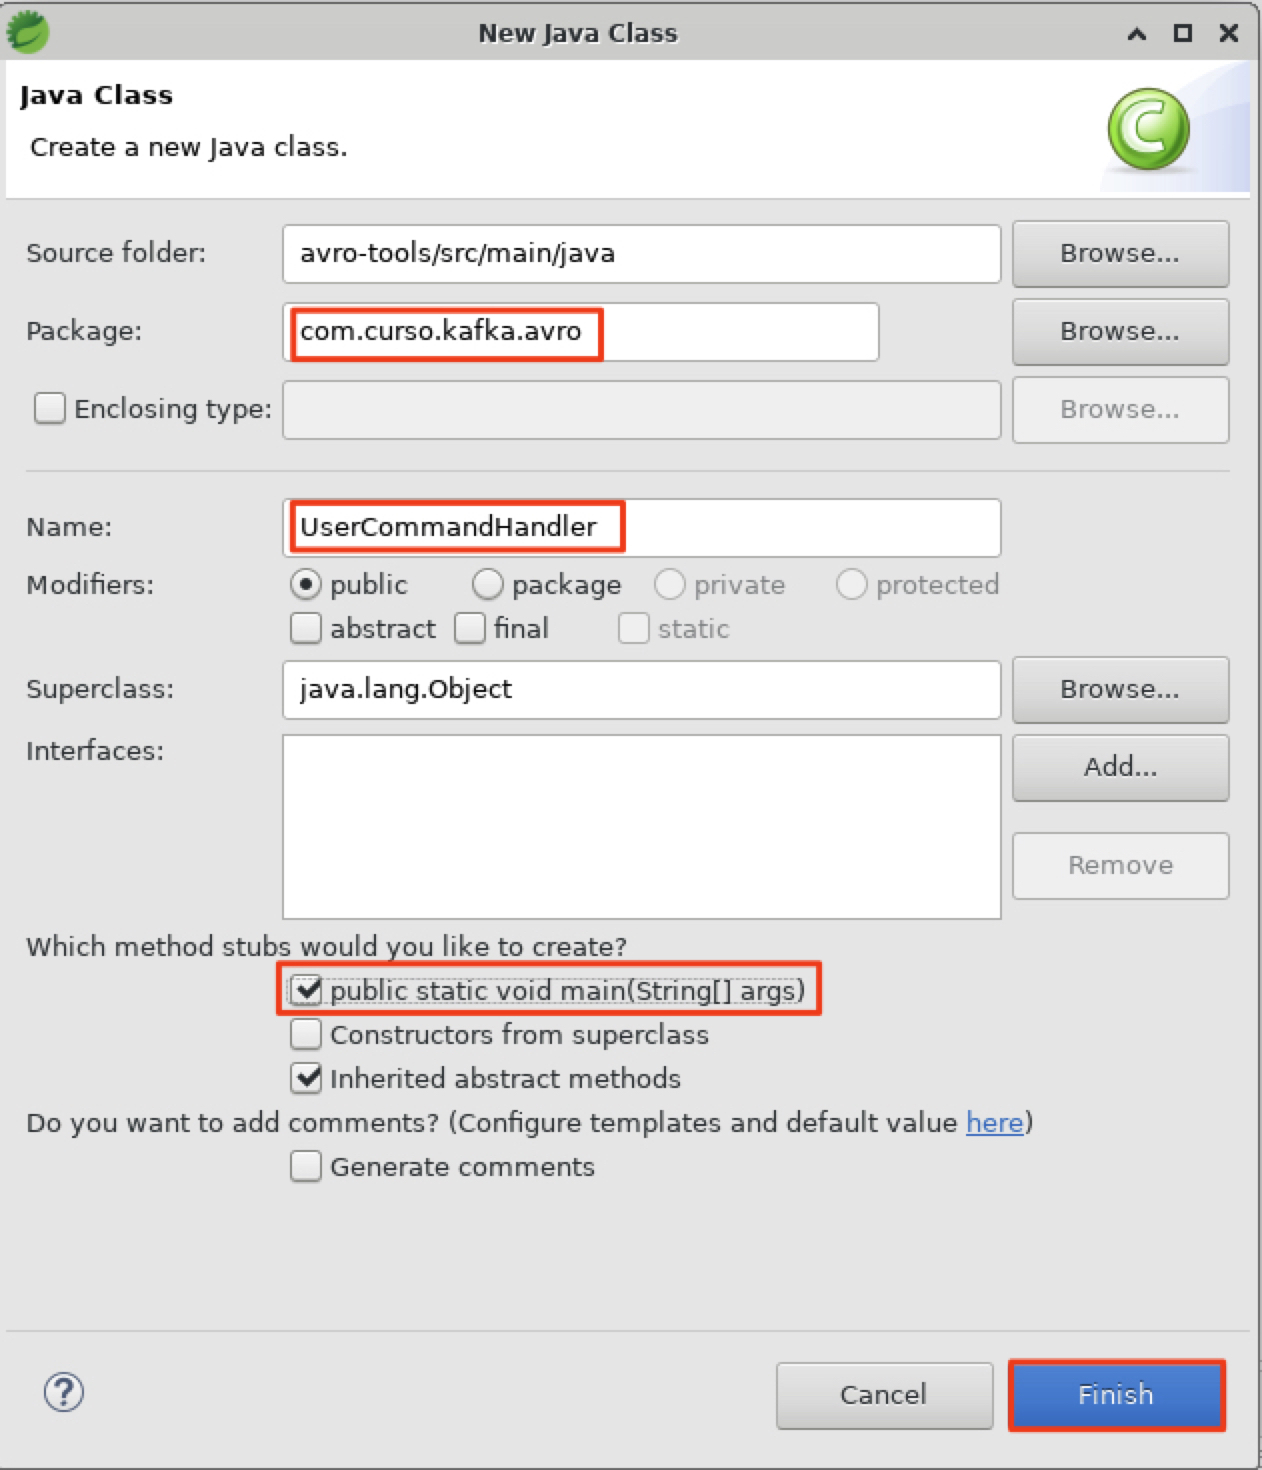 New Java Class
Java Class
Create a new Java class.
Source folder: avro-tools/src/main/java Browse...
Package: com.curso.kafka.avro Browse...
Enclosing type: Browse...
Name: UserCommandHandler
Modifiers: public package private protected
abstract final static
Superclass: java.lang.Object Browse...
Interfaces: Add...
Remove
Which method stubs would you like to create?
public static void main(String[] args)
Constructors from superclass
Inherited abstract methods
Do you want to add comments? (Configure templates and default value here)
Generate comments
? Cancel Finish